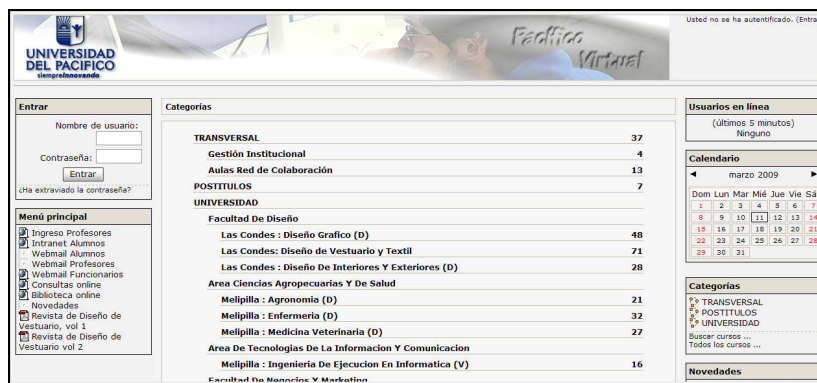 UNIVERSIDAD
DEL PACIFICO
siempreinnovando
Pacífico
Virtual
Usted no se ha autentificado. (Entra
Entrar
Nombre de usuario:
Contraseña:
Entrar
¿Ha extraviado la contraseña?
Menú principal
Ingreso Profesores
Intranet Alumnos
Webmail Alumnos
Webmail Profesores
Webmail Funcionarios
Consultas online
Biblioteca online
Novedades
Revista de Diseño de
Vestuario, vol 1
Revista de Diseño de
Vestuario vol 2
Categorías
TRANSVERSAL 37
Gestión Institucional 4
Aulas Red de Colaboración 13
POSTITULOS 7
UNIVERSIDAD
Facultad De Diseño
Las Condes : Diseño Grafico (D) 48
Las Condes: Diseño de Vestuario y Textil 71
Las Condes : Diseño De Interiores Y Exteriores (D) 28
Area Ciencias Agropecuarias Y De Salud
Melipilla : Agronomia (D) 21
Melipilla : Enfermeria (D) 32
Melipilla : Medicina Veterinaria (D) 27
Area De Tecnologias De La Informacion Y Comunicacion
Melipilla : Ingenieria De Ejecucion En Informatica (V) 16
Facultad De Negocios Y Marketing
Usuarios en línea
(últimos 5 minutos)
Ninguno
Calendario
◄ marzo 2009 ►
Dom Lun Mar Mié Jue Vie Sá
1 2 3 4 5 6 7
8 9 10 11 12 13 14
15 16 17 18 19 20 21
22 23 24 25 26 27 28
29 30 31
Categorías
TRANSVERSAL
POSTITULOS
UNIVERSIDAD
Buscar cursos ...
Todos los cursos ...
Novedades